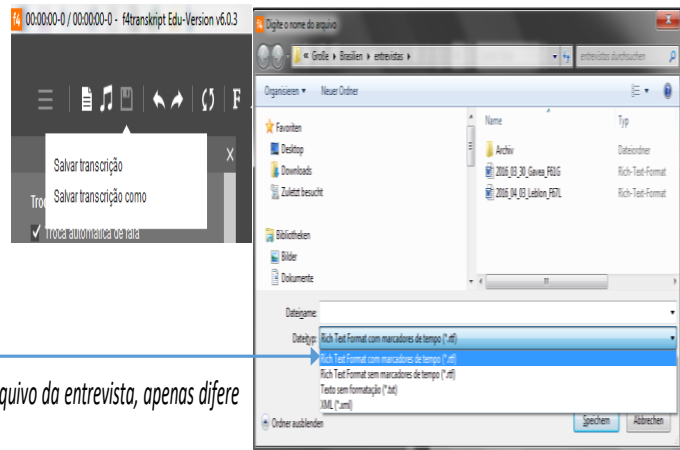 f4 00:00:00-0 / 00:00:00-0 - f4transkript Edu-Version v6.0.3
F
Salvar transcrição
Salvar transcrição como
X
Troca automática de fala
f4 Digite o nome do arquivo
« Große ▸ Brasilien ▸ entrevistas ▸
entrevistas durchsuchen
Organisieren ▾ Neuer Ordner
Favoriten
Desktop
Downloads
Zuletzt besucht
Bibliotheken
Bilder
Dokumente
Name Typ
Archiv Dateiordner
2016_03_30_Gavea_F61G Rich-Text-Format
2016_04_03_Leblon_F67L Rich-Text-Format
Dateiname:
Dateityp: Rich Text Format com marcadores de tempo (*.rtf)
Rich Text Format com marcadores de tempo (*.rtf)
Rich Text Format sem marcadores de tempo (*.rtf)
Texto sem formatação (*.txt)
XML (*.xml)
Ordner ausblenden
Speichern Abbrechen
quivo da entrevista, apenas difere